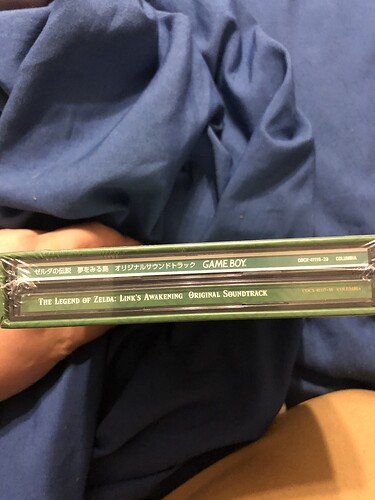 ゼルダの伝説 夢をみる島 オリジナルサウンドトラック GAME BOY. COLUMBIA
THE LEGEND OF ZELDA: LINK'S AWAKENING ORIGINAL SOUNDTRACK